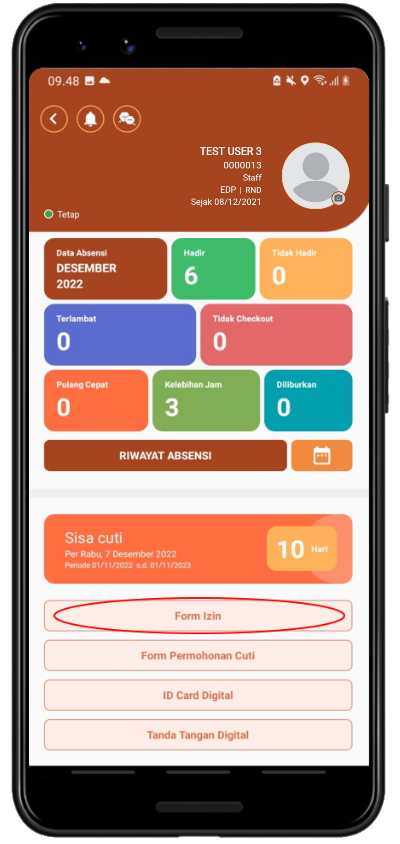 09.48
TEST USER 3
0000013
Staff
EDP | RND
Sejak 08/12/2021
Tetap
Data Absensi
DESEMBER
2022
Hadir
6
Tidak Hadir
0
Terlambat
0
Tidak Checkout
0
Pulang Cepat
0
Kelebihan Jam
3
Diliburkan
0
RIWAYAT ABSENSI
Sisa cuti
Per Rabu, 7 Desember 2022
Periode 01/11/2022 s.d. 01/11/2023
10 Hari
Form Izin
Form Permohonan Cuti
ID Card Digital
Tanda Tangan Digital